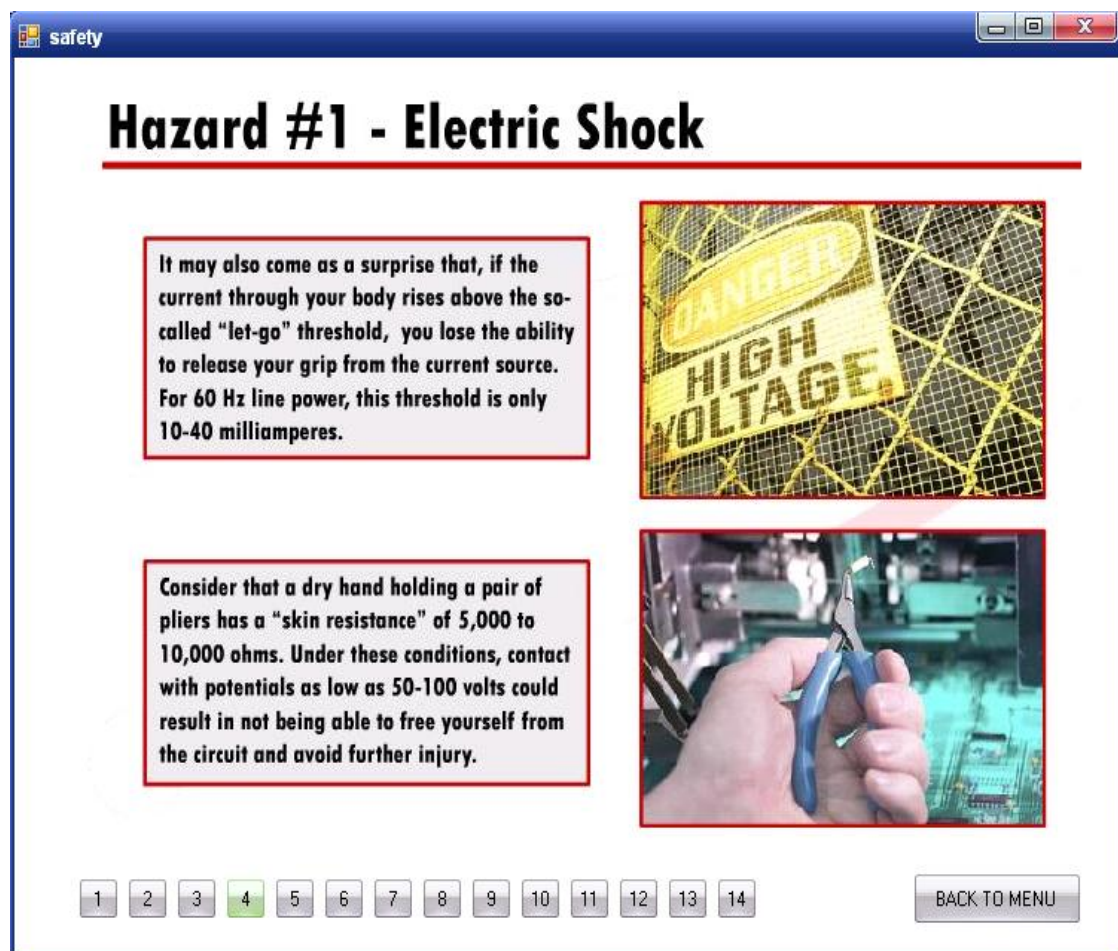 safety
Hazard #1 - Electric Shock
It may also come as a surprise that, if the
current through your body rises above the so-
called “let-go” threshold, you lose the ability
to release your grip from the current source.
For 60 Hz line power, this threshold is only
10-40 milliamperes.
DANGER
HIGH
VOLTAGE
Consider that a dry hand holding a pair of
pliers has a “skin resistance” of 5,000 to
10,000 ohms. Under these conditions, contact
with potentials as low as 50-100 volts could
result in not being able to free yourself from
the circuit and avoid further injury.
1 2 3 4 5 6 7 8 9 10 11 12 13 14 BACK TO MENU